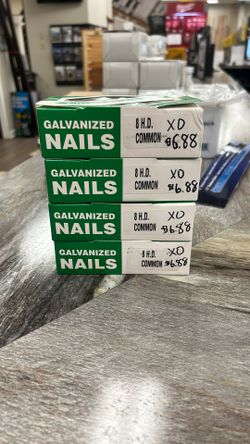 GALVANIZED
NAILS
8 H.D.
COMMON
XO
$6.88
GALVANIZED
NAILS
8 H.D.
COMMON
XO
$6.88
GALVANIZED
NAILS
8 H.D.
COMMON
XO
$6.88
GALVANIZED
NAILS
8 H.D.
COMMON
XO
$6.88